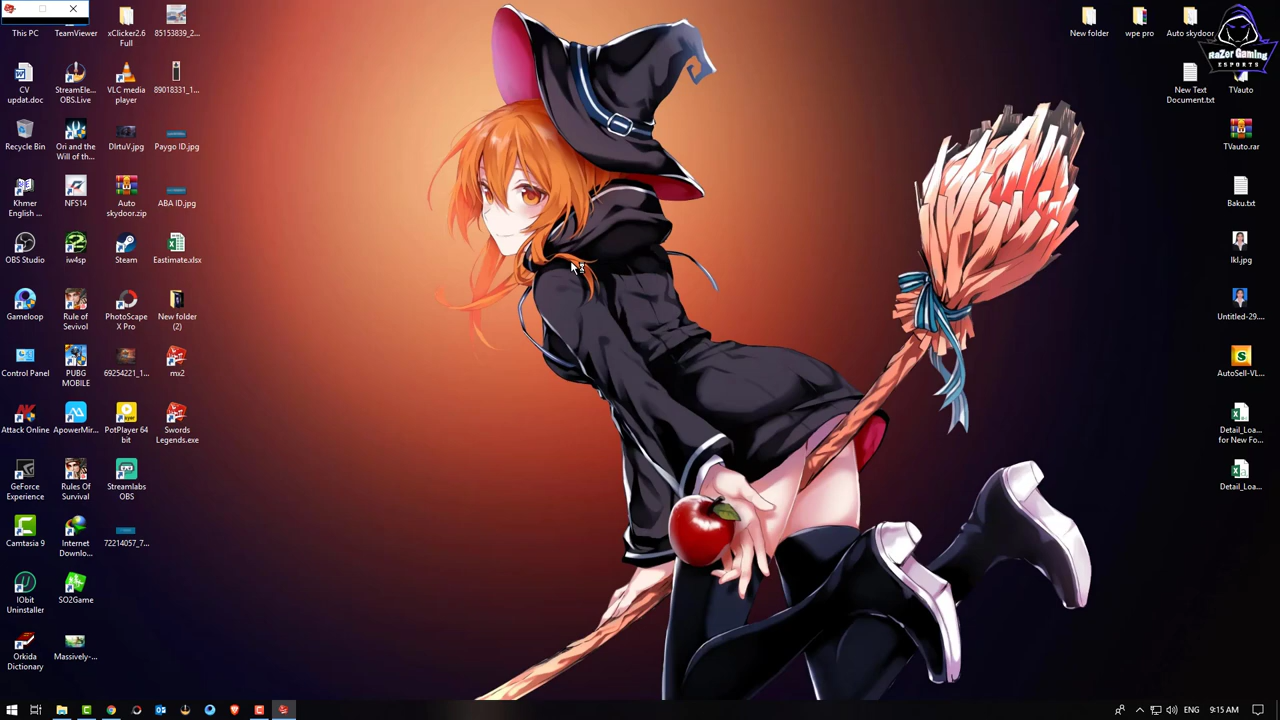 This PC
TeamViewer
xClicker2.6
Full
85153839_2...
CV
updat.doc
StreamEle...
OBS.Live
VLC media
player
89018331_1...
Recycle Bin
Ori and the
Will of th...
DIrtuV.jpg
Paygo ID.jpg
Khmer
English ...
NFS14
Auto
skydoor.zip
ABA ID.jpg
OBS Studio
iw4sp
Steam
Eastimate.xlsx
Gameloop
Rule of
Sevivol
PhotoScape
X Pro
New folder
(2)
Control Panel
PUBG
MOBILE
69254221_1...
mx2
Attack Online
ApowerMir...
PotPlayer 64
bit
Swords
Legends.exe
GeForce
Experience
Rules Of
Survival
Streamlabs
OBS
Camtasia 9
Internet
Downlo...
72214057_7...
IObit
Uninstaller
SO2Game
Orkida
Dictionary
Massively-...
New folder
wpe pro
Auto skydoor
RaZer Gaming
ESPORTS
New Text
Document.txt
TVauto
TVauto.rar
Baku.txt
Untitled-29....
AutoSell-VL...
Detail_Loa...
for New Fo...
Detail_Loa...
ENG
9:15 AM